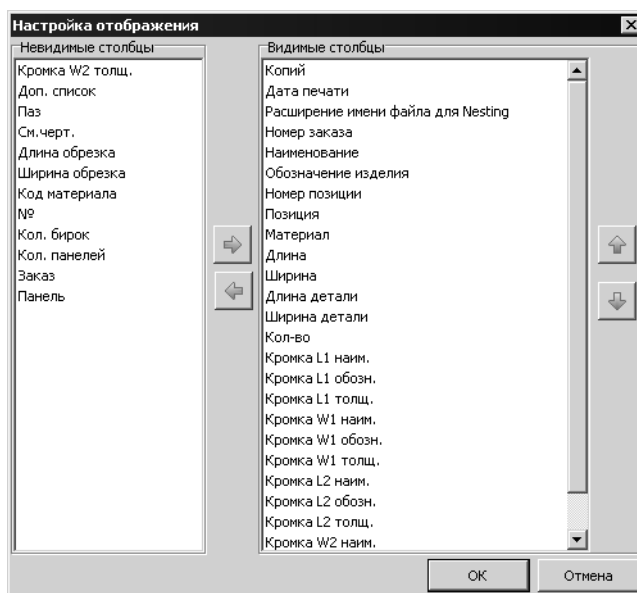 Настройка отображения
Невидимые столбцы
Кромка W2 толщ.
Доп. список
Паз
См.черт.
Длина обрезка
Ширина обрезка
Код материала
№
Кол. бирок
Кол. панелей
Заказ
Панель
Видимые столбцы
Копий
Дата печати
Расширение имени файла для Nesting
Номер заказа
Наименование
Обозначение изделия
Номер позиции
Позиция
Материал
Длина
Ширина
Длина детали
Ширина детали
Кол-во
Кромка L1 наим.
Кромка L1 обозн.
Кромка L1 толщ.
Кромка W1 наим.
Кромка W1 обозн.
Кромка W1 толщ.
Кромка L2 наим.
Кромка L2 обозн.
Кромка L2 толщ.
Кромка W2 наим.
ОК
Отмена